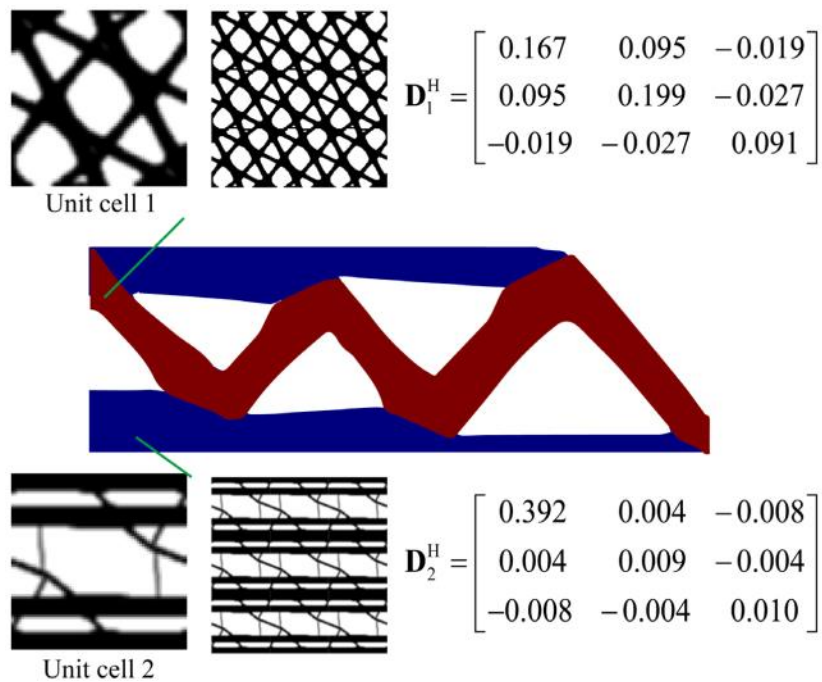 0.167 0.095 −0.019
D₁ᴴ = 0.095 0.199 −0.027
−0.019 −0.027 0.091
Unit cell 1
0.392 0.004 −0.008
D₂ᴴ = 0.004 0.009 −0.004
−0.008 −0.004 0.010
Unit cell 2